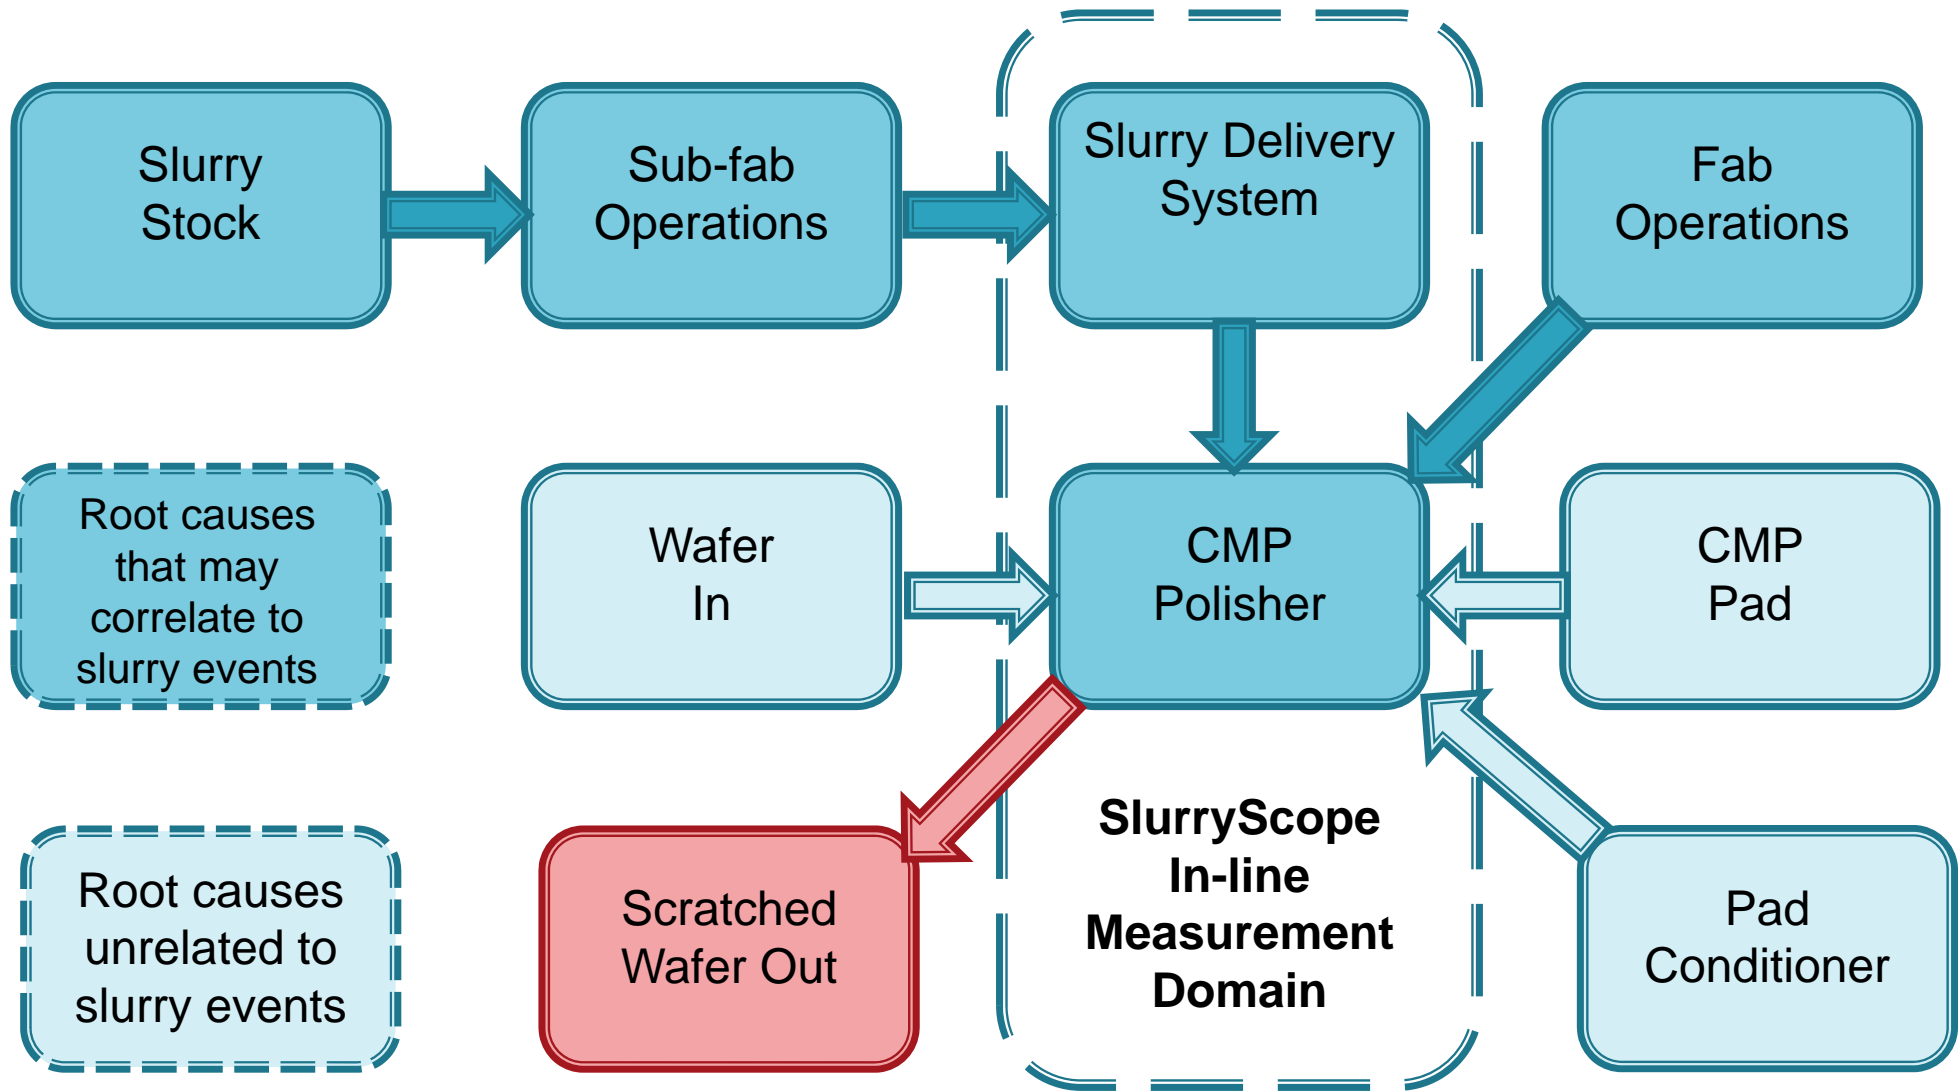 Slurry
Stock
Sub-fab
Operations
Slurry Delivery
System
Fab
Operations
Root causes
that may
correlate to
slurry events
Wafer
In
CMP
Polisher
CMP
Pad
Root causes
unrelated to
slurry events
Scratched
Wafer Out
SlurryScope
In-line
Measurement
Domain
Pad
Conditioner